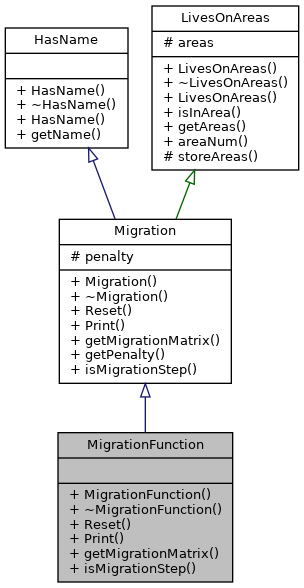 HasName
+ HasName()
+ ~HasName()
+ HasName()
+ getName()
LivesOnAreas
# areas
+ LivesOnAreas()
+ ~LivesOnAreas()
+ LivesOnAreas()
+ isInArea()
+ getAreas()
+ areaNum()
# storeAreas()
Migration
# penalty
+ Migration()
+ ~Migration()
+ Reset()
+ Print()
+ getMigrationMatrix()
+ getPenalty()
+ isMigrationStep()
MigrationFunction
+ MigrationFunction()
+ ~MigrationFunction()
+ Reset()
+ Print()
+ getMigrationMatrix()
+ isMigrationStep()